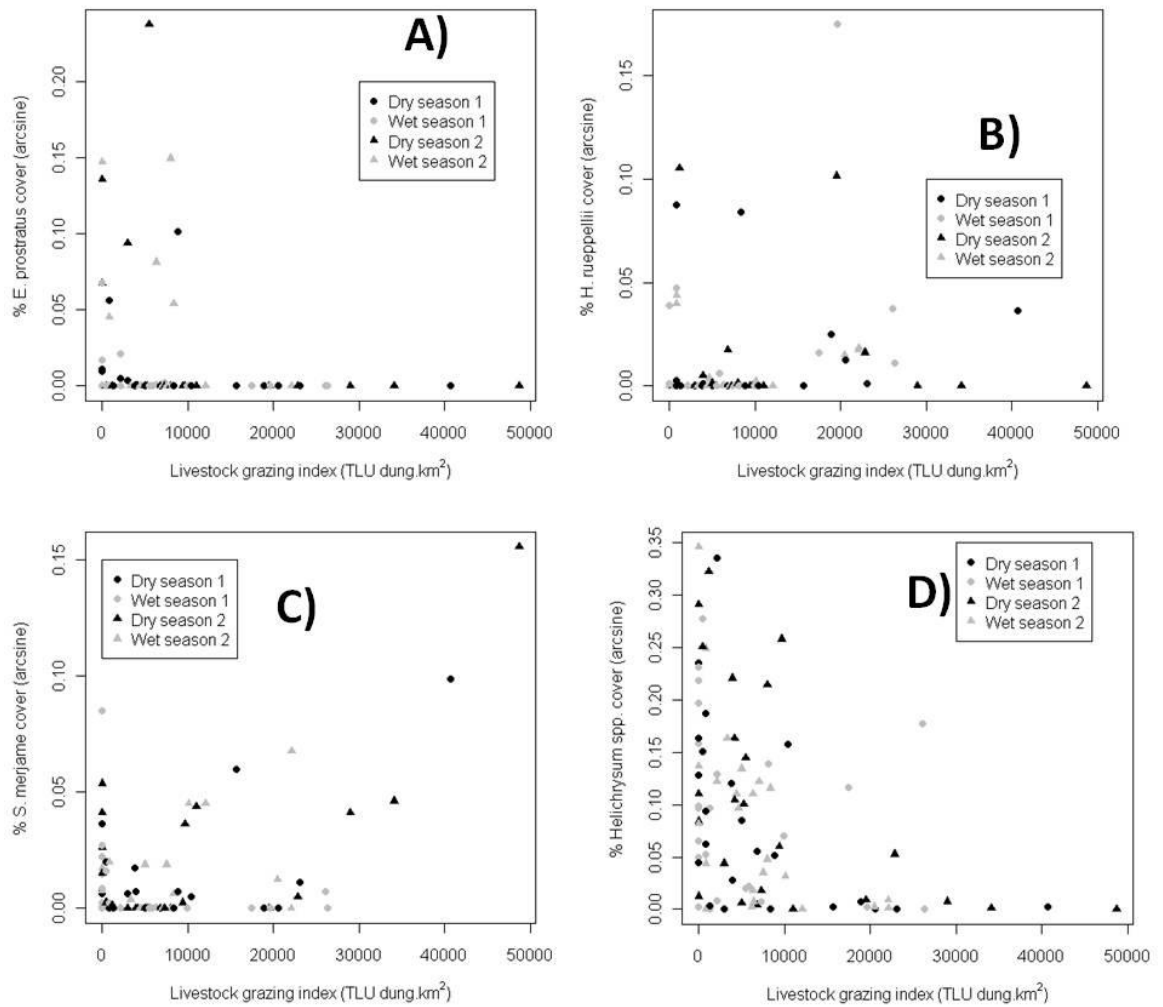 A)
% E. prostratus cover (arcsine)
0.20
0.15
0.10
0.05
0.00
Dry season 1
Wet season 1
Dry season 2
Wet season 2
0 10000 20000 30000 40000 50000
Livestock grazing index (TLU dung.km²)
B)
% H. rueppellii cover (arcsine)
0.15
0.10
0.05
0.00
Dry season 1
Wet season 1
Dry season 2
Wet season 2
0 10000 20000 30000 40000 50000
Livestock grazing index (TLU dung.km²)
C)
% S. merjame cover (arcsine)
0.15
0.10
0.05
0.00
Dry season 1
Wet season 1
Dry season 2
Wet season 2
0 10000 20000 30000 40000 50000
Livestock grazing index (TLU dung.km²)
D)
% Helichrysum spp. cover (arcsine)
0.35
0.30
0.25
0.20
0.15
0.10
0.05
0.00
Dry season 1
Wet season 1
Dry season 2
Wet season 2
0 10000 20000 30000 40000 50000
Livestock grazing index (TLU dung.km²)